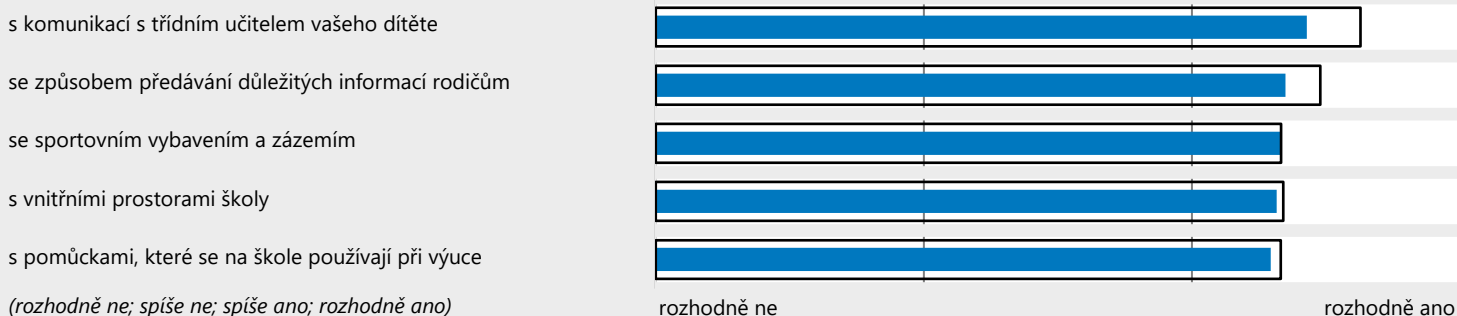 s komunikací s třídním učitelem vašeho dítěte
se způsobem předávání důležitých informací rodičům
se sportovním vybavením a zázemím
s vnitřními prostorami školy
s pomůckami, které se na škole používají při výuce
(rozhodně ne; spíše ne; spíše ano; rozhodně ano) rozhodně ne rozhodně ano